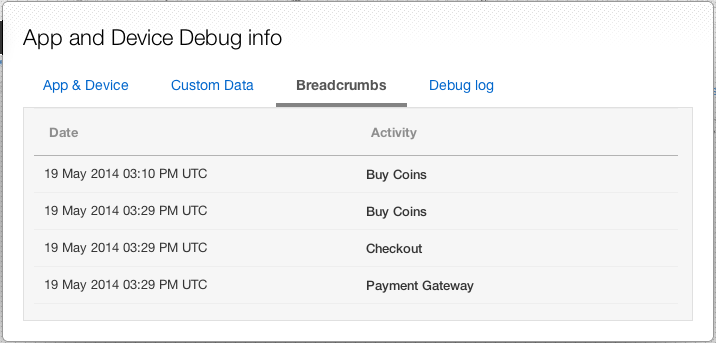 App and Device Debug info
App & Device Custom Data Breadcrumbs Debug log
Date Activity
19 May 2014 03:10 PM UTC Buy Coins
19 May 2014 03:29 PM UTC Buy Coins
19 May 2014 03:29 PM UTC Checkout
19 May 2014 03:29 PM UTC Payment Gateway